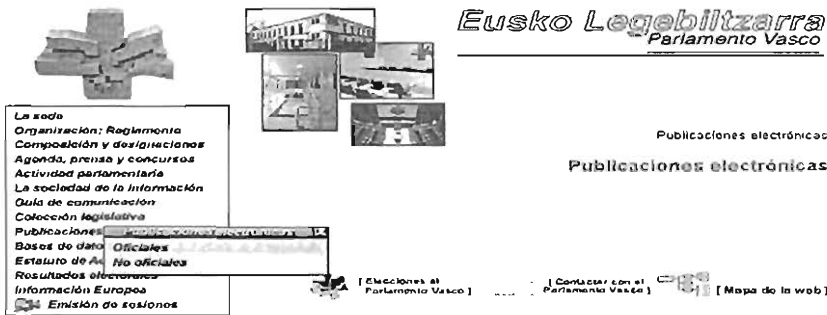 Eusko Legebiltzarra
Parlamento Vasco
La sede
Organización; Reglamento
Composición y designaciones
Agenda, prensa y concursos
Actividad parlamentaria
La sociedad de la información
Guía de comunicación
Colección legislativa
Publicaciones
Bases de dato
Estatuto de
Resultados electorales
Información Europea
Emisión de sesiones
Publicaciones electrónicas
Oficiales
No oficiales
Publicaciones electrónicas
Publicaciones electrónicas
[ Elecciones al
Parlamento Vasco ]
[ Contactar con el
Parlamento Vasco ]
[ Mapa de la web ]